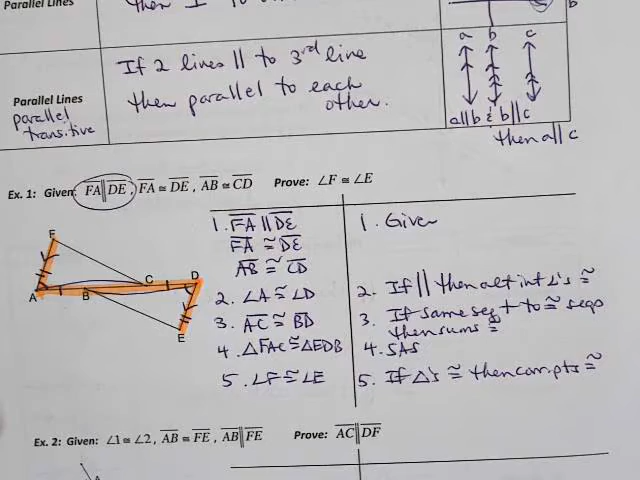 Parallel Lines
b
If 2 lines || to 3rd line
then parallel to each
other.
Parallel Lines
parallel
transitive
a b c
a||b & b||c
then a||c
Ex. 1: Given: FA||DE, FA ≅ DE, AB ≅ CD Prove: ∠F ≅ ∠E
F
A
B
C
D
E
1. FA || DE
FA ≅ DE
AB ≅ CD
1. Given
2. ∠A ≅ ∠D
2. If || then alt int ∠'s ≅
3. AC ≅ BD
3. If same seg + to ≅ segs
then sums ≅
4. △FAC ≅ △EDB
4. SAS
5. ∠F ≅ ∠E
5. If △'s ≅ then corr pts ≅
Ex. 2: Given: ∠1 ≅ ∠2, AB ≅ FE, AB||FE Prove: AC||DF